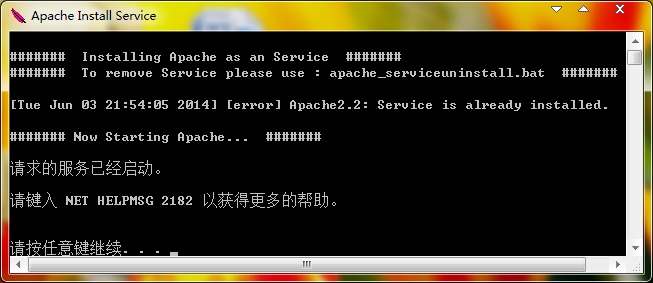 Apache Install Service
#######  Installing Apache as an Service  #######
#######  To remove Service please use : apache_serviceuninstall.bat  #######
[Tue Jun 03 21:54:05 2014] [error] Apache2.2: Service is already installed.
####### Now Starting Apache...  #######
请求的服务已经启动。
请键入 NET HELPMSG 2182 以获得更多的帮助。
请按任意键继续. . .